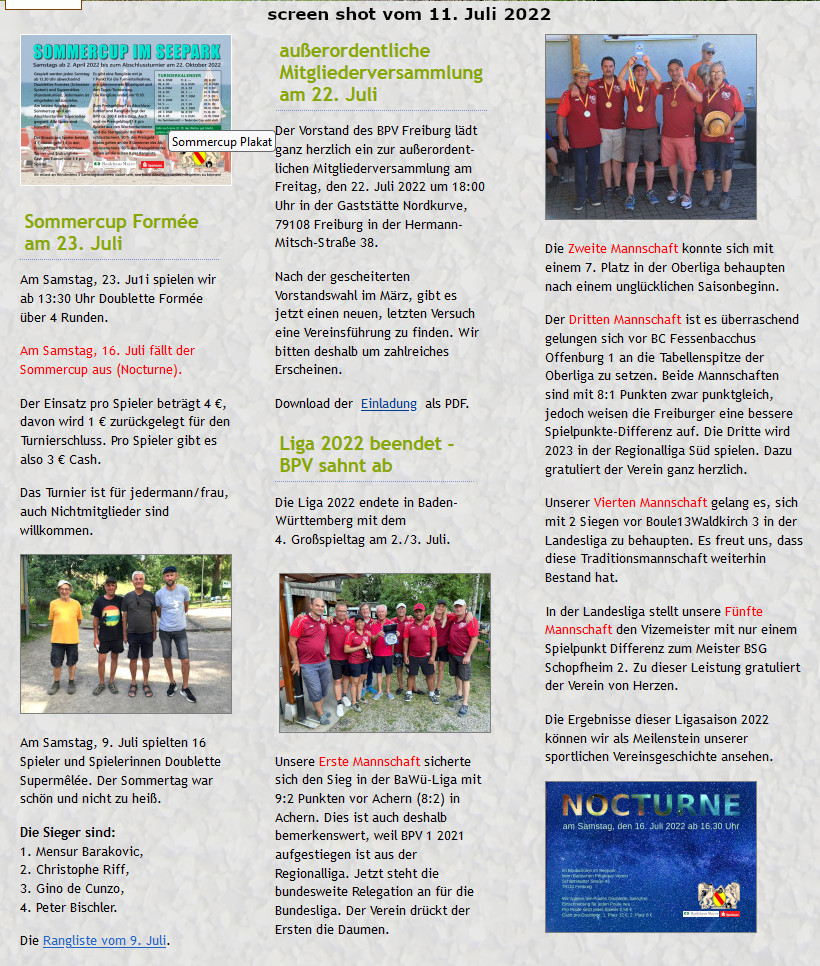 screen shot vom 11. Juli 2022
SOMMERCUP IM SEEPARK
Samstags ab 2. April 2022 bis zum Abschlussturnier am 22. Oktober 2022
TURNIERKALENDER
Sommercup Plakat
Sommercup Formée
am 23. Juli
Am Samstag, 23. Ju1i spielen wir
ab 13:30 Uhr Doublette Formée
über 4 Runden.
Am Samstag, 16. Juli fällt der
Sommercup aus (Nocturne).
Der Einsatz pro Spieler beträgt 4 €,
davon wird 1 € zurückgelegt für den
Turnierschluss. Pro Spieler gibt es
also 3 € Cash.
Das Turnier ist für jedermann/frau,
auch Nichtmitglieder sind
willkommen.
Am Samstag, 9. Juli spielten 16
Spieler und Spielerinnen Doublette
Supermêlée. Der Sommertag war
schön und nicht zu heiß.
Die Sieger sind:
1. Mensur Barakovic,
2. Christophe Riff,
3. Gino de Cunzo,
4. Peter Bischler.
Die Rangliste vom 9. Juli.
außerordentliche
Mitgliederversammlung
am 22. Juli
Der Vorstand des BPV Freiburg lädt
ganz herzlich ein zur außerordent-
lichen Mitgliederversammlung am
Freitag, den 22. Juli 2022 um 18:00
Uhr in der Gaststätte Nordkurve,
79108 Freiburg in der Hermann-
Mitsch-Straße 38.
Nach der gescheiterten
Vorstandswahl im März, gibt es
jetzt einen neuen, letzten Versuch
eine Vereinsführung zu finden. Wir
bitten deshalb um zahlreiches
Erscheinen.
Download der Einladung als PDF.
Liga 2022 beendet –
BPV sahnt ab
Die Liga 2022 endete in Baden-
Württemberg mit dem
4. Großspieltag am 2./3. Juli.
Unsere Erste Mannschaft sicherte
sich den Sieg in der BaWü-Liga mit
9:2 Punkten vor Achern (8:2) in
Achern. Dies ist auch deshalb
bemerkenswert, weil BPV 1 2021
aufgestiegen ist aus der
Regionalliga. Jetzt steht die
bundesweite Relegation an für die
Bundesliga. Der Verein drückt der
Ersten die Daumen.
Die Zweite Mannschaft konnte sich mit
einem 7. Platz in der Oberliga behaupten
nach einem unglücklichen Saisonbeginn.
Der Dritten Mannschaft ist es überraschend
gelungen sich vor BC Fessenbacchus
Offenburg 1 an die Tabellenspitze der
Oberliga zu setzen. Beide Mannschaften
sind mit 8:1 Punkten zwar punktgleich,
jedoch weisen die Freiburger eine bessere
Spielpunkte-Differenz auf. Die Dritte wird
2023 in der Regionalliga Süd spielen. Dazu
gratuliert der Verein ganz herzlich.
Unserer Vierten Mannschaft gelang es, sich
mit 2 Siegen vor Boule13Waldkirch 3 in der
Landesliga zu behaupten. Es freut uns, dass
diese Traditionsmannschaft weiterhin
Bestand hat.
In der Landesliga stellt unsere Fünfte
Mannschaft den Vizemeister mit nur einem
Spielpunkt Differenz zum Meister BSG
Schopfheim 2. Zu dieser Leistung gratuliert
der Verein von Herzen.
Die Ergebnisse dieser Ligasaison 2022
können wir als Meilenstein unserer
sportlichen Vereinsgeschichte ansehen.
NOCTURNE
am Samstag, den 16. Juli 2022 ab 16.30 Uhr